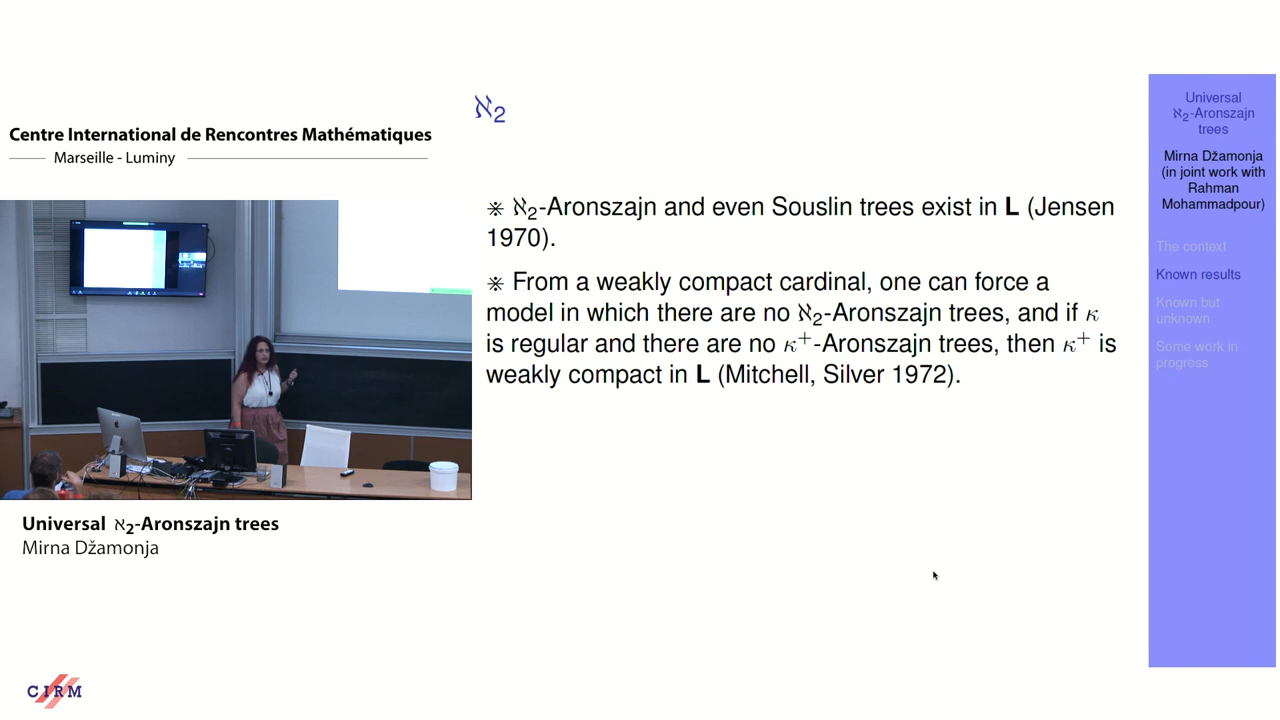 Centre International de Rencontres Mathématiques
Marseille - Luminy
Universal ℵ₂-Aronszajn trees
Mirna Džamonja
CIRM
ℵ₂
⋇ ℵ₂-Aronszajn and even Souslin trees exist in L (Jensen
1970).
⋇ From a weakly compact cardinal, one can force a
model in which there are no ℵ₂-Aronszajn trees, and if κ
is regular and there are no κ⁺-Aronszajn trees, then κ⁺ is
weakly compact in L (Mitchell, Silver 1972).
Universal
ℵ₂-Aronszajn
trees
Mirna Džamonja
(in joint work with
Rahman
Mohammadpour)
The context
Known results
Known but
unknown
Some work in
progress